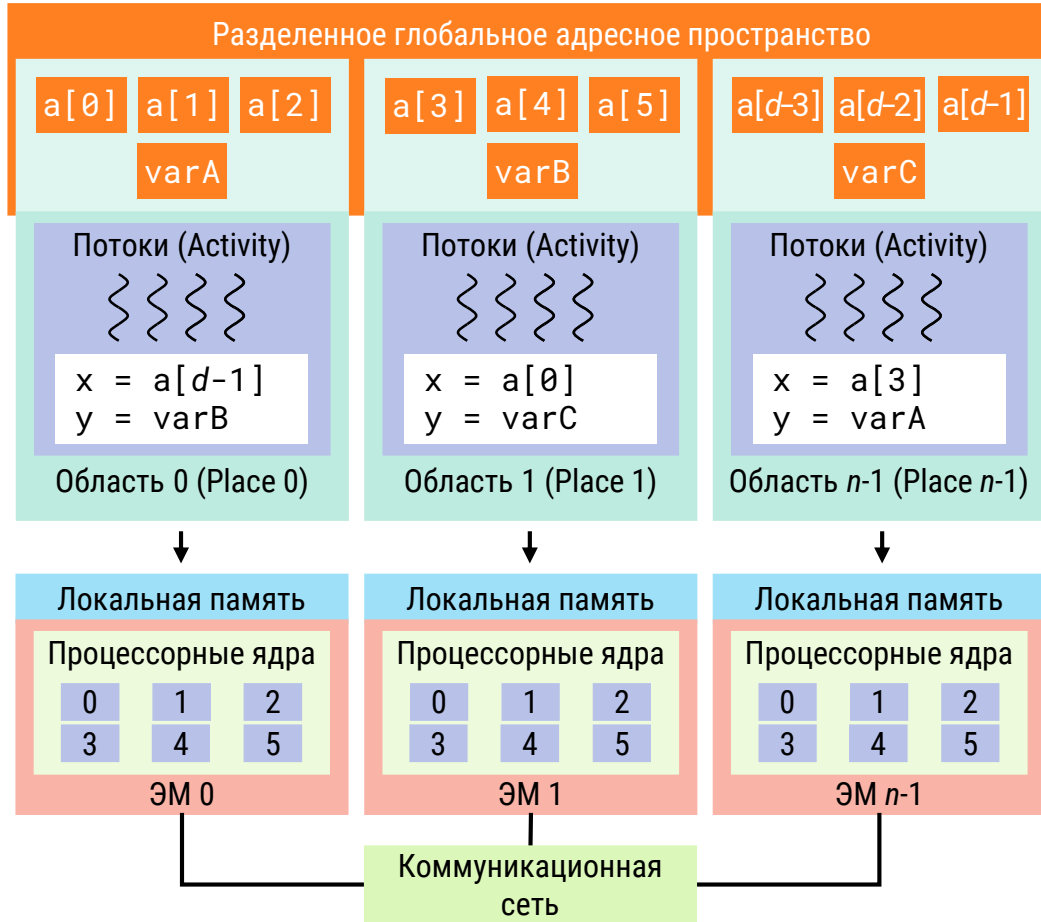 Разделенное глобальное адресное пространство
a[0] a[1] a[2]
varA
a[3] a[4] a[5]
varB
a[d-3] a[d-2] a[d-1]
varC
Потоки (Activity)
x = a[d-1]
y = varB
Область 0 (Place 0)
Потоки (Activity)
x = a[0]
y = varC
Область 1 (Place 1)
Потоки (Activity)
x = a[3]
y = varA
Область n-1 (Place n-1)
Локальная память
Процессорные ядра
0 1 2
3 4 5
ЭМ 0
Локальная память
Процессорные ядра
0 1 2
3 4 5
ЭМ 1
Локальная память
Процессорные ядра
0 1 2
3 4 5
ЭМ n-1
Коммуникационная
сеть